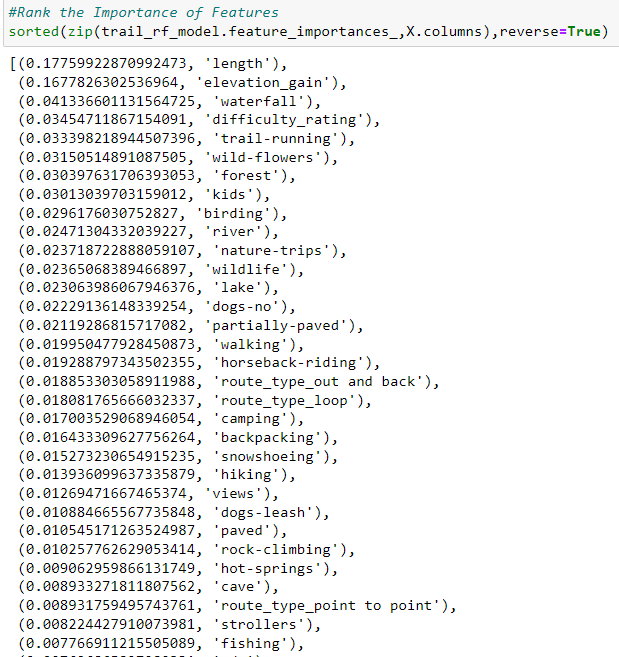 #Rank the Importance of Features
sorted(zip(trail_rf_model.feature_importances_,X.columns),reverse=True)
[(0.17759922870992473, 'length'),
(0.1677826302536964, 'elevation_gain'),
(0.041336601131564725, 'waterfall'),
(0.03454711867154091, 'difficulty_rating'),
(0.033398218944507396, 'trail-running'),
(0.03150514891087505, 'wild-flowers'),
(0.030397631706393053, 'forest'),
(0.03013039703159012, 'kids'),
(0.0296176030752827, 'birding'),
(0.02471304332039227, 'river'),
(0.023718722888059107, 'nature-trips'),
(0.02365068389466897, 'wildlife'),
(0.023063986067946376, 'lake'),
(0.02229136148339254, 'dogs-no'),
(0.02119286815717082, 'partially-paved'),
(0.019950477928450873, 'walking'),
(0.019288797343502355, 'horseback-riding'),
(0.018853303058911988, 'route_type_out and back'),
(0.018081765666032337, 'route_type_loop'),
(0.017003529068946054, 'camping'),
(0.016433309627756264, 'backpacking'),
(0.015273230654915235, 'snowshoeing'),
(0.013936099637335879, 'hiking'),
(0.01269471667465374, 'views'),
(0.010884665567735848, 'dogs-leash'),
(0.010545171263524987, 'paved'),
(0.010257762629053414, 'rock-climbing'),
(0.009062959866131749, 'hot-springs'),
(0.008933271811807562, 'cave'),
(0.008931759495743761, 'route_type_point to point'),
(0.008224427910073981, 'strollers'),
(0.007766911215505089, 'fishing'),